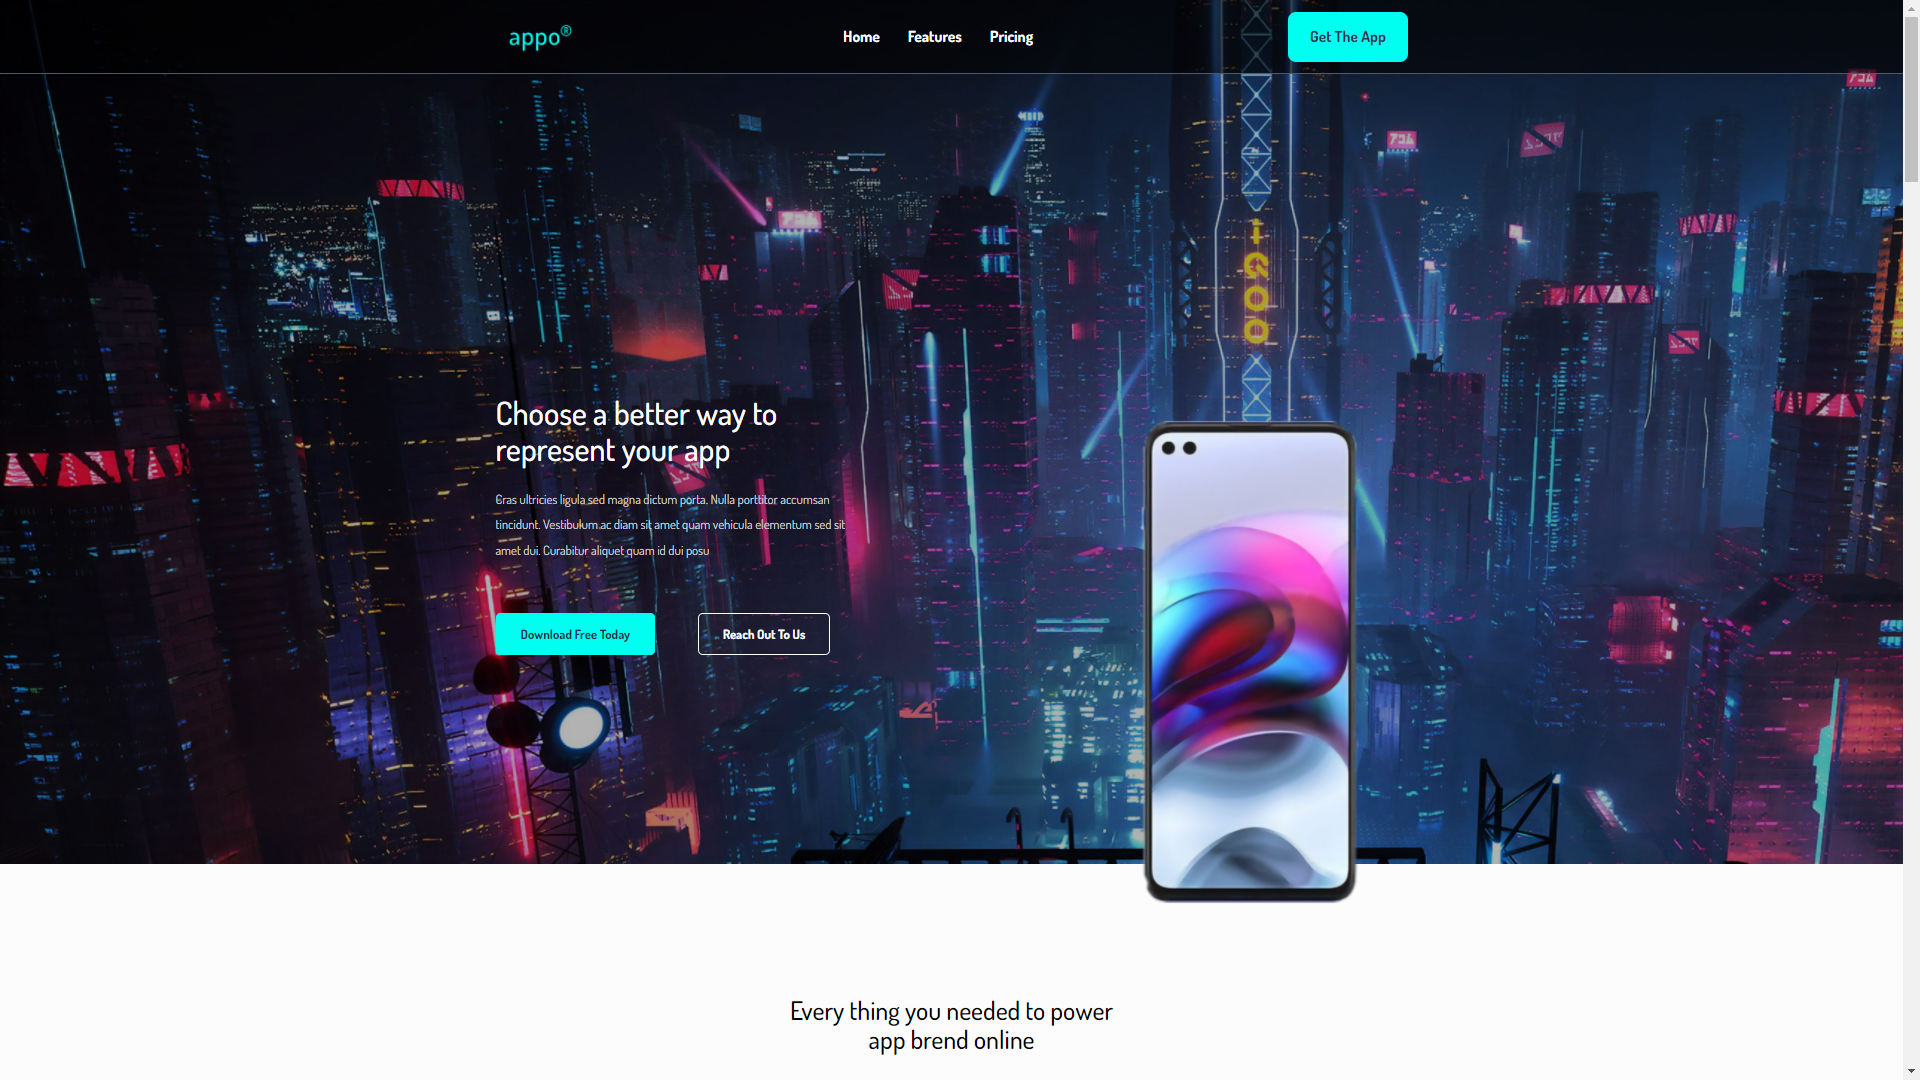 appo®
Home Features Pricing
Get The App
iQOO
Choose a better way to
represent your app
Gras ultricies ligula sed magna dictum porta. Nulla porttitor accumsan
tincidunt. Vestibulum ac diam sit amet quam vehicula elementum sed sit
amet dui. Curabitur aliquet quam id dui posu
Download Free Today
Reach Out To Us
Every thing you needed to power
app brend online